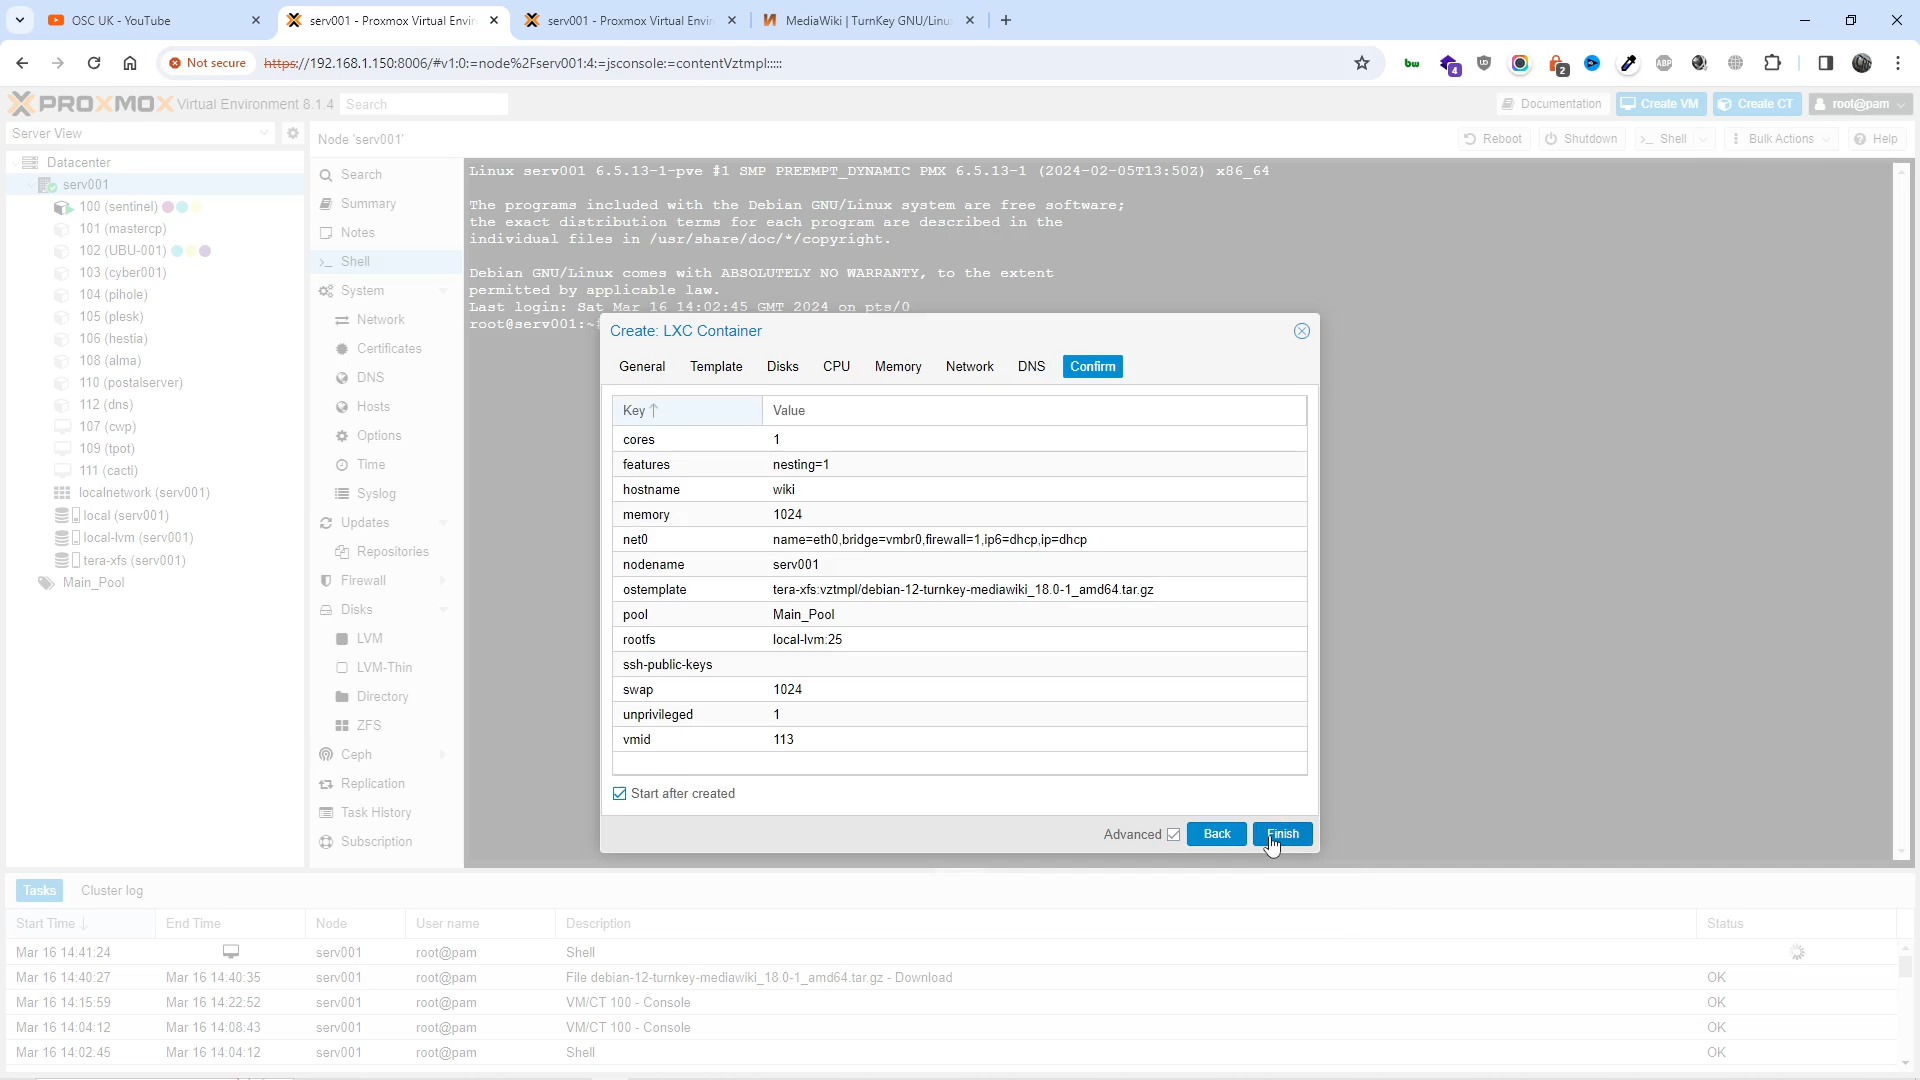 OSC UK - YouTube
serv001 - Proxmox Virtual Envir
serv001 - Proxmox Virtual Envir
MediaWiki | TurnKey GNU/Linu
Not secure
https://192.168.1.150:8006/#v1:0:=node%2Fserv001:4:=jsconsole:=contentVztmpl:::::
bw
4
2
ABP
PROXMOX Virtual Environment 8.1.4
Search
Documentation
Create VM
Create CT
root@pam
Server View
Node 'serv001'
Reboot
Shutdown
>_ Shell
Bulk Actions
Help
Datacenter
serv001
100 (sentinel)
101 (mastercp)
102 (UBU-001)
103 (cyber001)
104 (pihole)
105 (plesk)
106 (hestia)
108 (alma)
110 (postalserver)
112 (dns)
107 (cwp)
109 (tpot)
111 (cacti)
localnetwork (serv001)
local (serv001)
local-lvm (serv001)
tera-xfs (serv001)
Main_Pool
Search
Summary
Notes
>_ Shell
System
Network
Certificates
DNS
Hosts
Options
Time
Syslog
Updates
Repositories
Firewall
Disks
LVM
LVM-Thin
Directory
ZFS
Ceph
Replication
Task History
Subscription
Linux serv001 6.5.13-1-pve #1 SMP PREEMPT_DYNAMIC PMX 6.5.13-1 (2024-02-05T13:50Z) x86_64
The programs included with the Debian GNU/Linux system are free software;
the exact distribution terms for each program are described in the
individual files in /usr/share/doc/*/copyright.
Debian GNU/Linux comes with ABSOLUTELY NO WARRANTY, to the extent
permitted by applicable law.
Last login: Sat Mar 16 14:02:45 GMT 2024 on pts/0
root@serv001:~#
Create: LXC Container
General
Template
Disks
CPU
Memory
Network
DNS
Confirm
Key
Value
cores 1
features nesting=1
hostname wiki
memory 1024
net0 name=eth0,bridge=vmbr0,firewall=1,ip6=dhcp,ip=dhcp
nodename serv001
ostemplate tera-xfs:vztmpl/debian-12-turnkey-mediawiki_18.0-1_amd64.tar.gz
pool Main_Pool
rootfs local-lvm:25
ssh-public-keys
swap 1024
unprivileged 1
vmid 113
Start after created
Advanced
Back
Finish
Tasks
Cluster log
Start Time
End Time
Node
User name
Description
Status
Mar 16 14:41:24 serv001 root@pam Shell
Mar 16 14:40:27 Mar 16 14:40:35 serv001 root@pam File debian-12-turnkey-mediawiki_18.0-1_amd64.tar.gz - Download OK
Mar 16 14:15:59 Mar 16 14:22:52 serv001 root@pam VM/CT 100 - Console OK
Mar 16 14:04:12 Mar 16 14:08:43 serv001 root@pam VM/CT 100 - Console OK
Mar 16 14:02:45 Mar 16 14:04:12 serv001 root@pam Shell OK